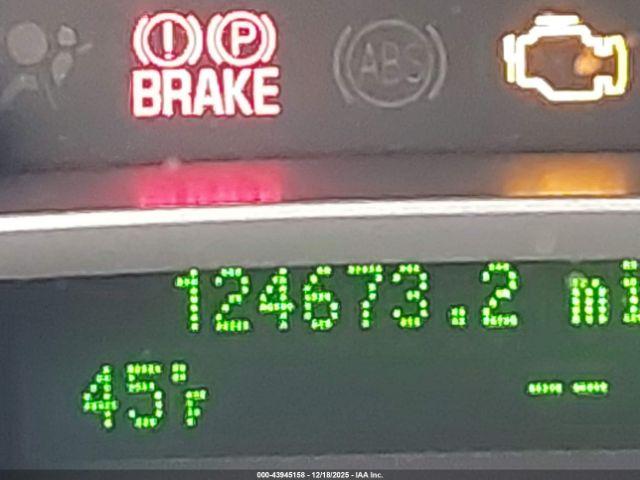 ! P ABS
BRAKE
124673.2 mi
45°F
--
000-43945158 - 12/18/2025 - IAA Inc.